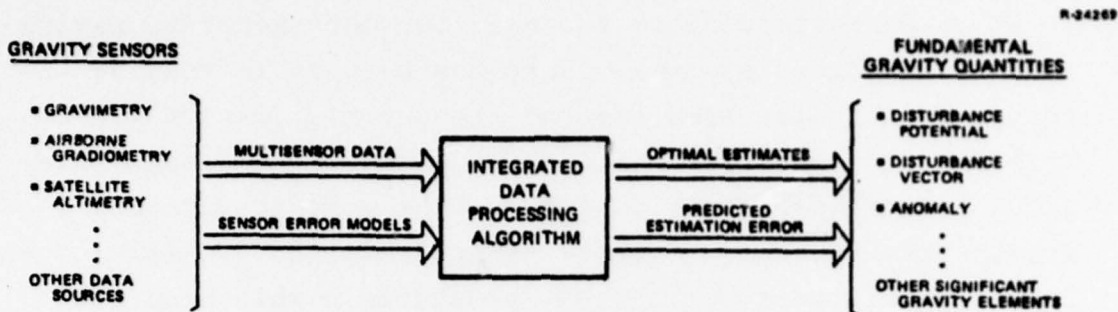 R-24269
GRAVITY SENSORS
▪ GRAVIMETRY
▪ AIRBORNE
GRADIOMETRY
▪ SATELLITE
ALTIMETRY
OTHER DATA
SOURCES
MULTISENSOR DATA
SENSOR ERROR MODELS
INTEGRATED
DATA
PROCESSING
ALGORITHM
OPTIMAL ESTIMATES
PREDICTED
ESTIMATION ERROR
FUNDAMENTAL
GRAVITY QUANTITIES
▪ DISTURBANCE
POTENTIAL
▪ DISTURBANCE
VECTOR
▪ ANOMALY
OTHER SIGNIFICANT
GRAVITY ELEMENTS